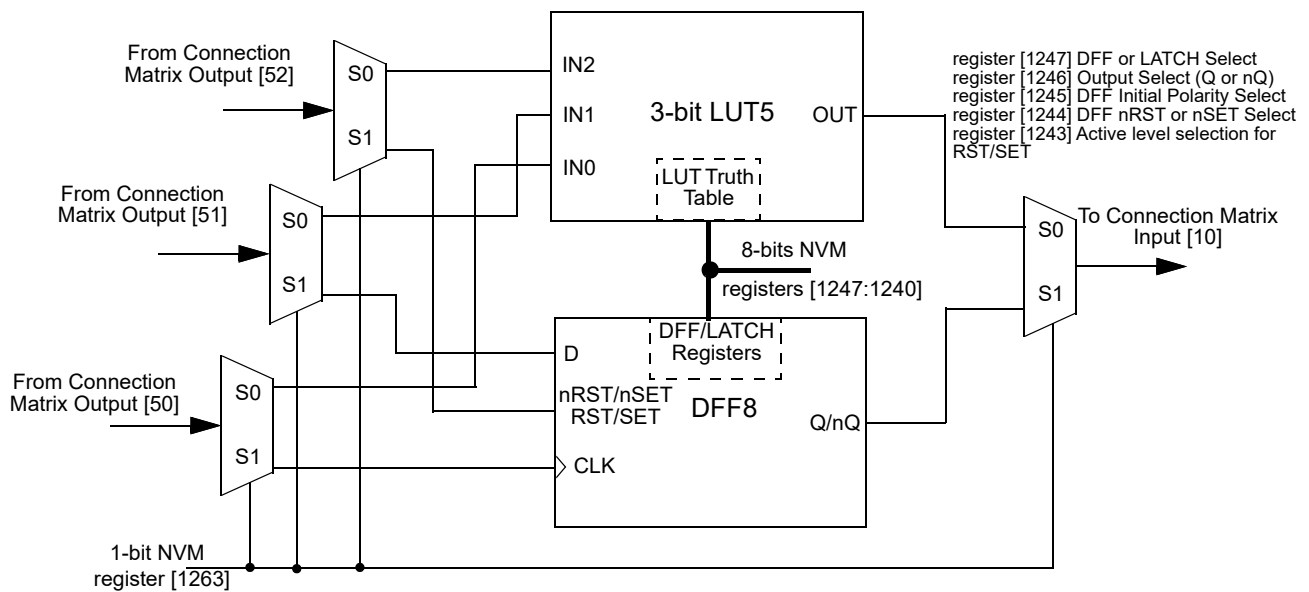 From Connection
Matrix Output [52]
S0
S1
IN2
IN1
IN0
3-bit LUT5
OUT
LUT Truth
Table
register [1247] DFF or LATCH Select
register [1246] Output Select (Q or nQ)
register [1245] DFF Initial Polarity Select
register [1244] DFF nRST or nSET Select
register [1243] Active level selection for
RST/SET
From Connection
Matrix Output [51]
S0
S1
8-bits NVM
registers [1247:1240]
S0
S1
To Connection Matrix
Input [10]
From Connection
Matrix Output [50]
S0
S1
D
nRST/nSET
RST/SET
CLK
DFF/LATCH
Registers
DFF8
Q/nQ
1-bit NVM
register [1263]